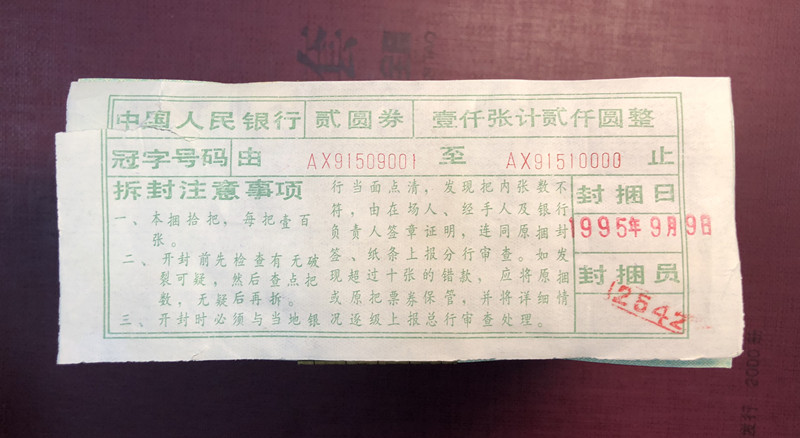 中国人民银行 贰圆券 壹仟张计贰仟圆整
冠字号码 由 AX91509001 至 AX91510000 止
拆封注意事项
一、本捆拾把，每把壹百
张。
二、开封前先检查有无破
裂可疑，然后查点把
数，无疑后再拆。
三、开封时必须与当地银
行当面点清，发现把内张数不
符，由在场人、经手人及银行
负责人签章证明，连同原捆封
签、纸条上报分行审查。如发
现超过十张的错款，应将原捆
或原把票券保管，并将详细情
况逐级上报总行审查处理。
封捆日
1995年9月9日
封捆员
12542
2000年